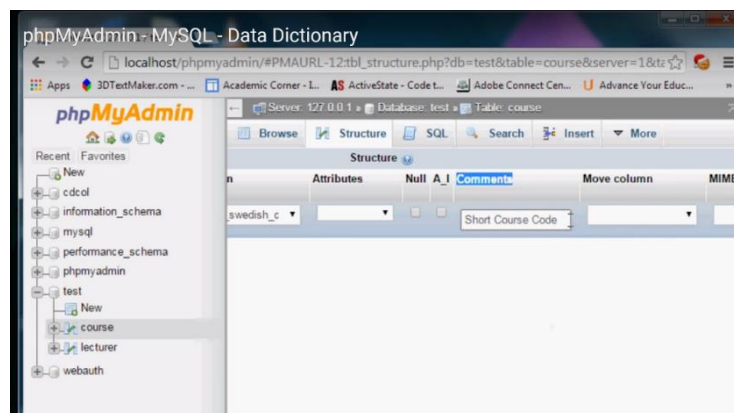 phpMyAdmin - MySQL - Data Dictionary
localhost/phpmyadmin/#PMAURL-12:tbl_structure.php?db=test&table=course&server=1&ta
Apps 3DTextMaker.com - ... Academic Corner - I... ActiveState - Code t... Adobe Connect Cen... Advance Your Educ... »
phpMyAdmin
Recent Favorites
New
cdcol
information_schema
mysql
performance_schema
phpmyadmin
test
New
course
lecturer
webauth
Server: 127.0.0.1 » Database: test » Table: course
Browse Structure SQL Search Insert More
Structure
n Attributes Null A_I Comments Move column MIME
_swedish_c Short Course Code